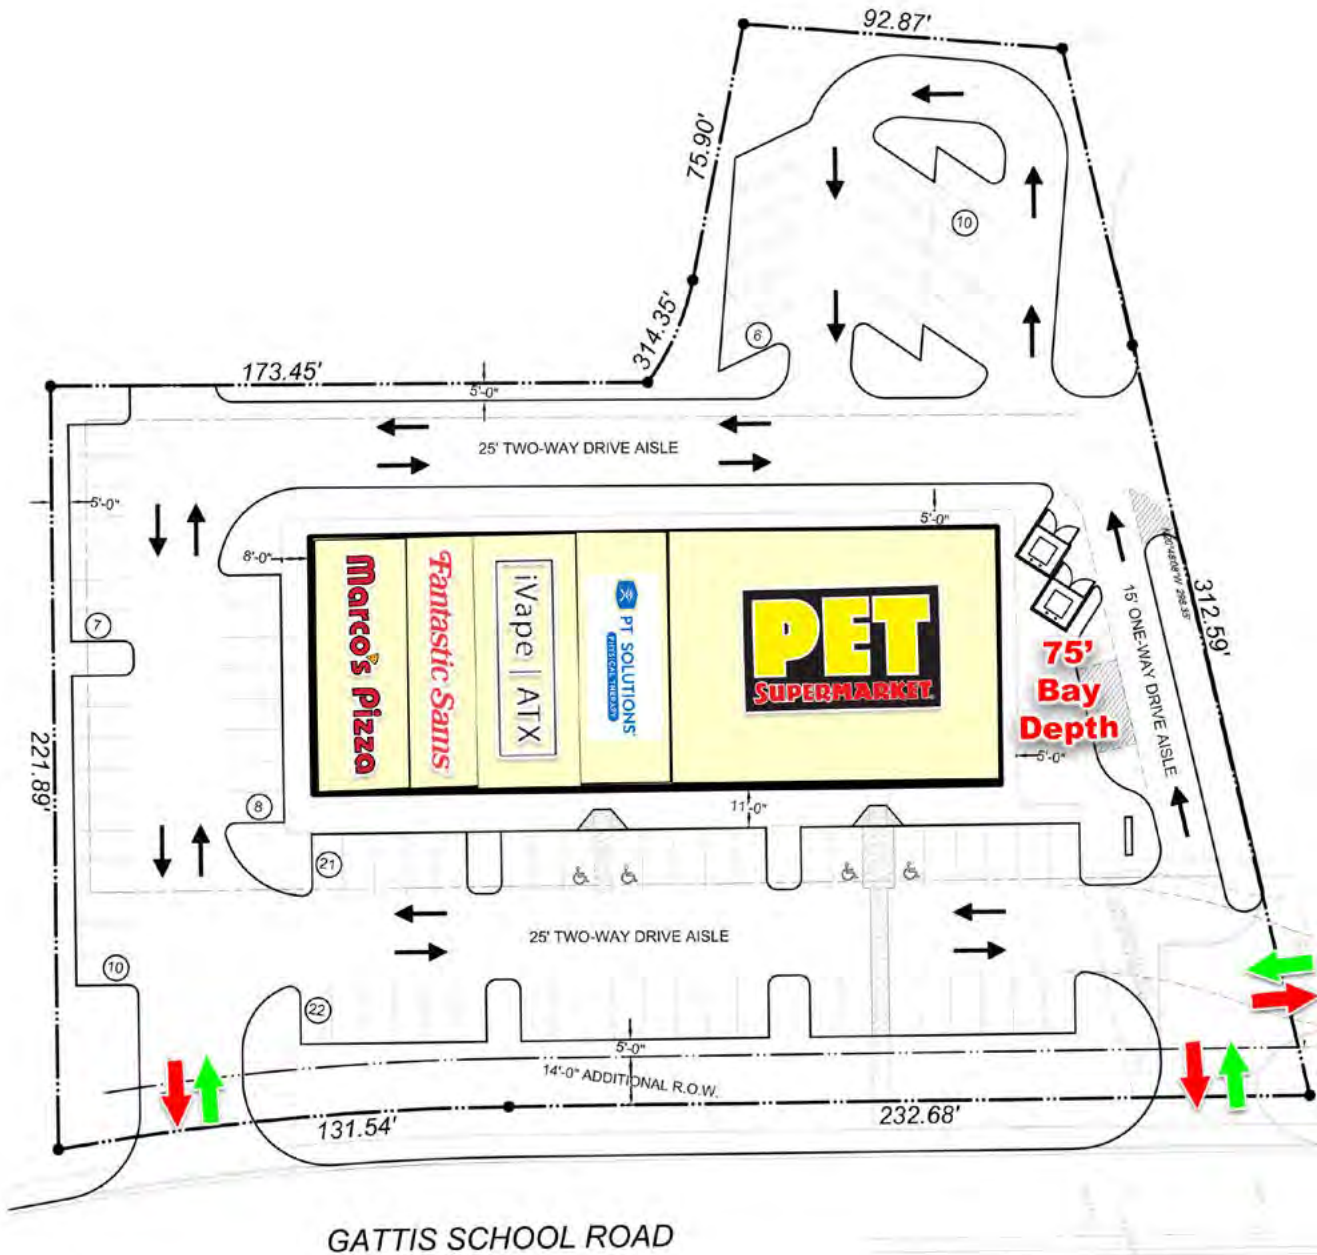 92.87'
75.90'
10
314.35'
6
173.45'
5'-0"
25' TWO-WAY DRIVE AISLE
5'-0"
5'-0"
8'-0"
Marco's Pizza
Fantastic Sams
iVape | ATX
PT SOLUTIONS
PHYSICAL THERAPY
PET
SUPERMARKET
75'
Bay
Depth
15' ONE-WAY DRIVE AISLE
312.59'
7
221.89'
5'-0"
8
11'-0"
21
25' TWO-WAY DRIVE AISLE
10
22
5'-0"
14'-0" ADDITIONAL R.O.W.
131.54'
232.68'
GATTIS SCHOOL ROAD